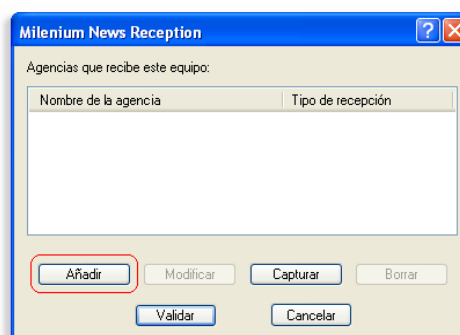 Milenium News Reception
Agencias que recibe este equipo:
Nombre de la agencia Tipo de recepción
Añadir Modificar Capturar Borrar
Validar Cancelar